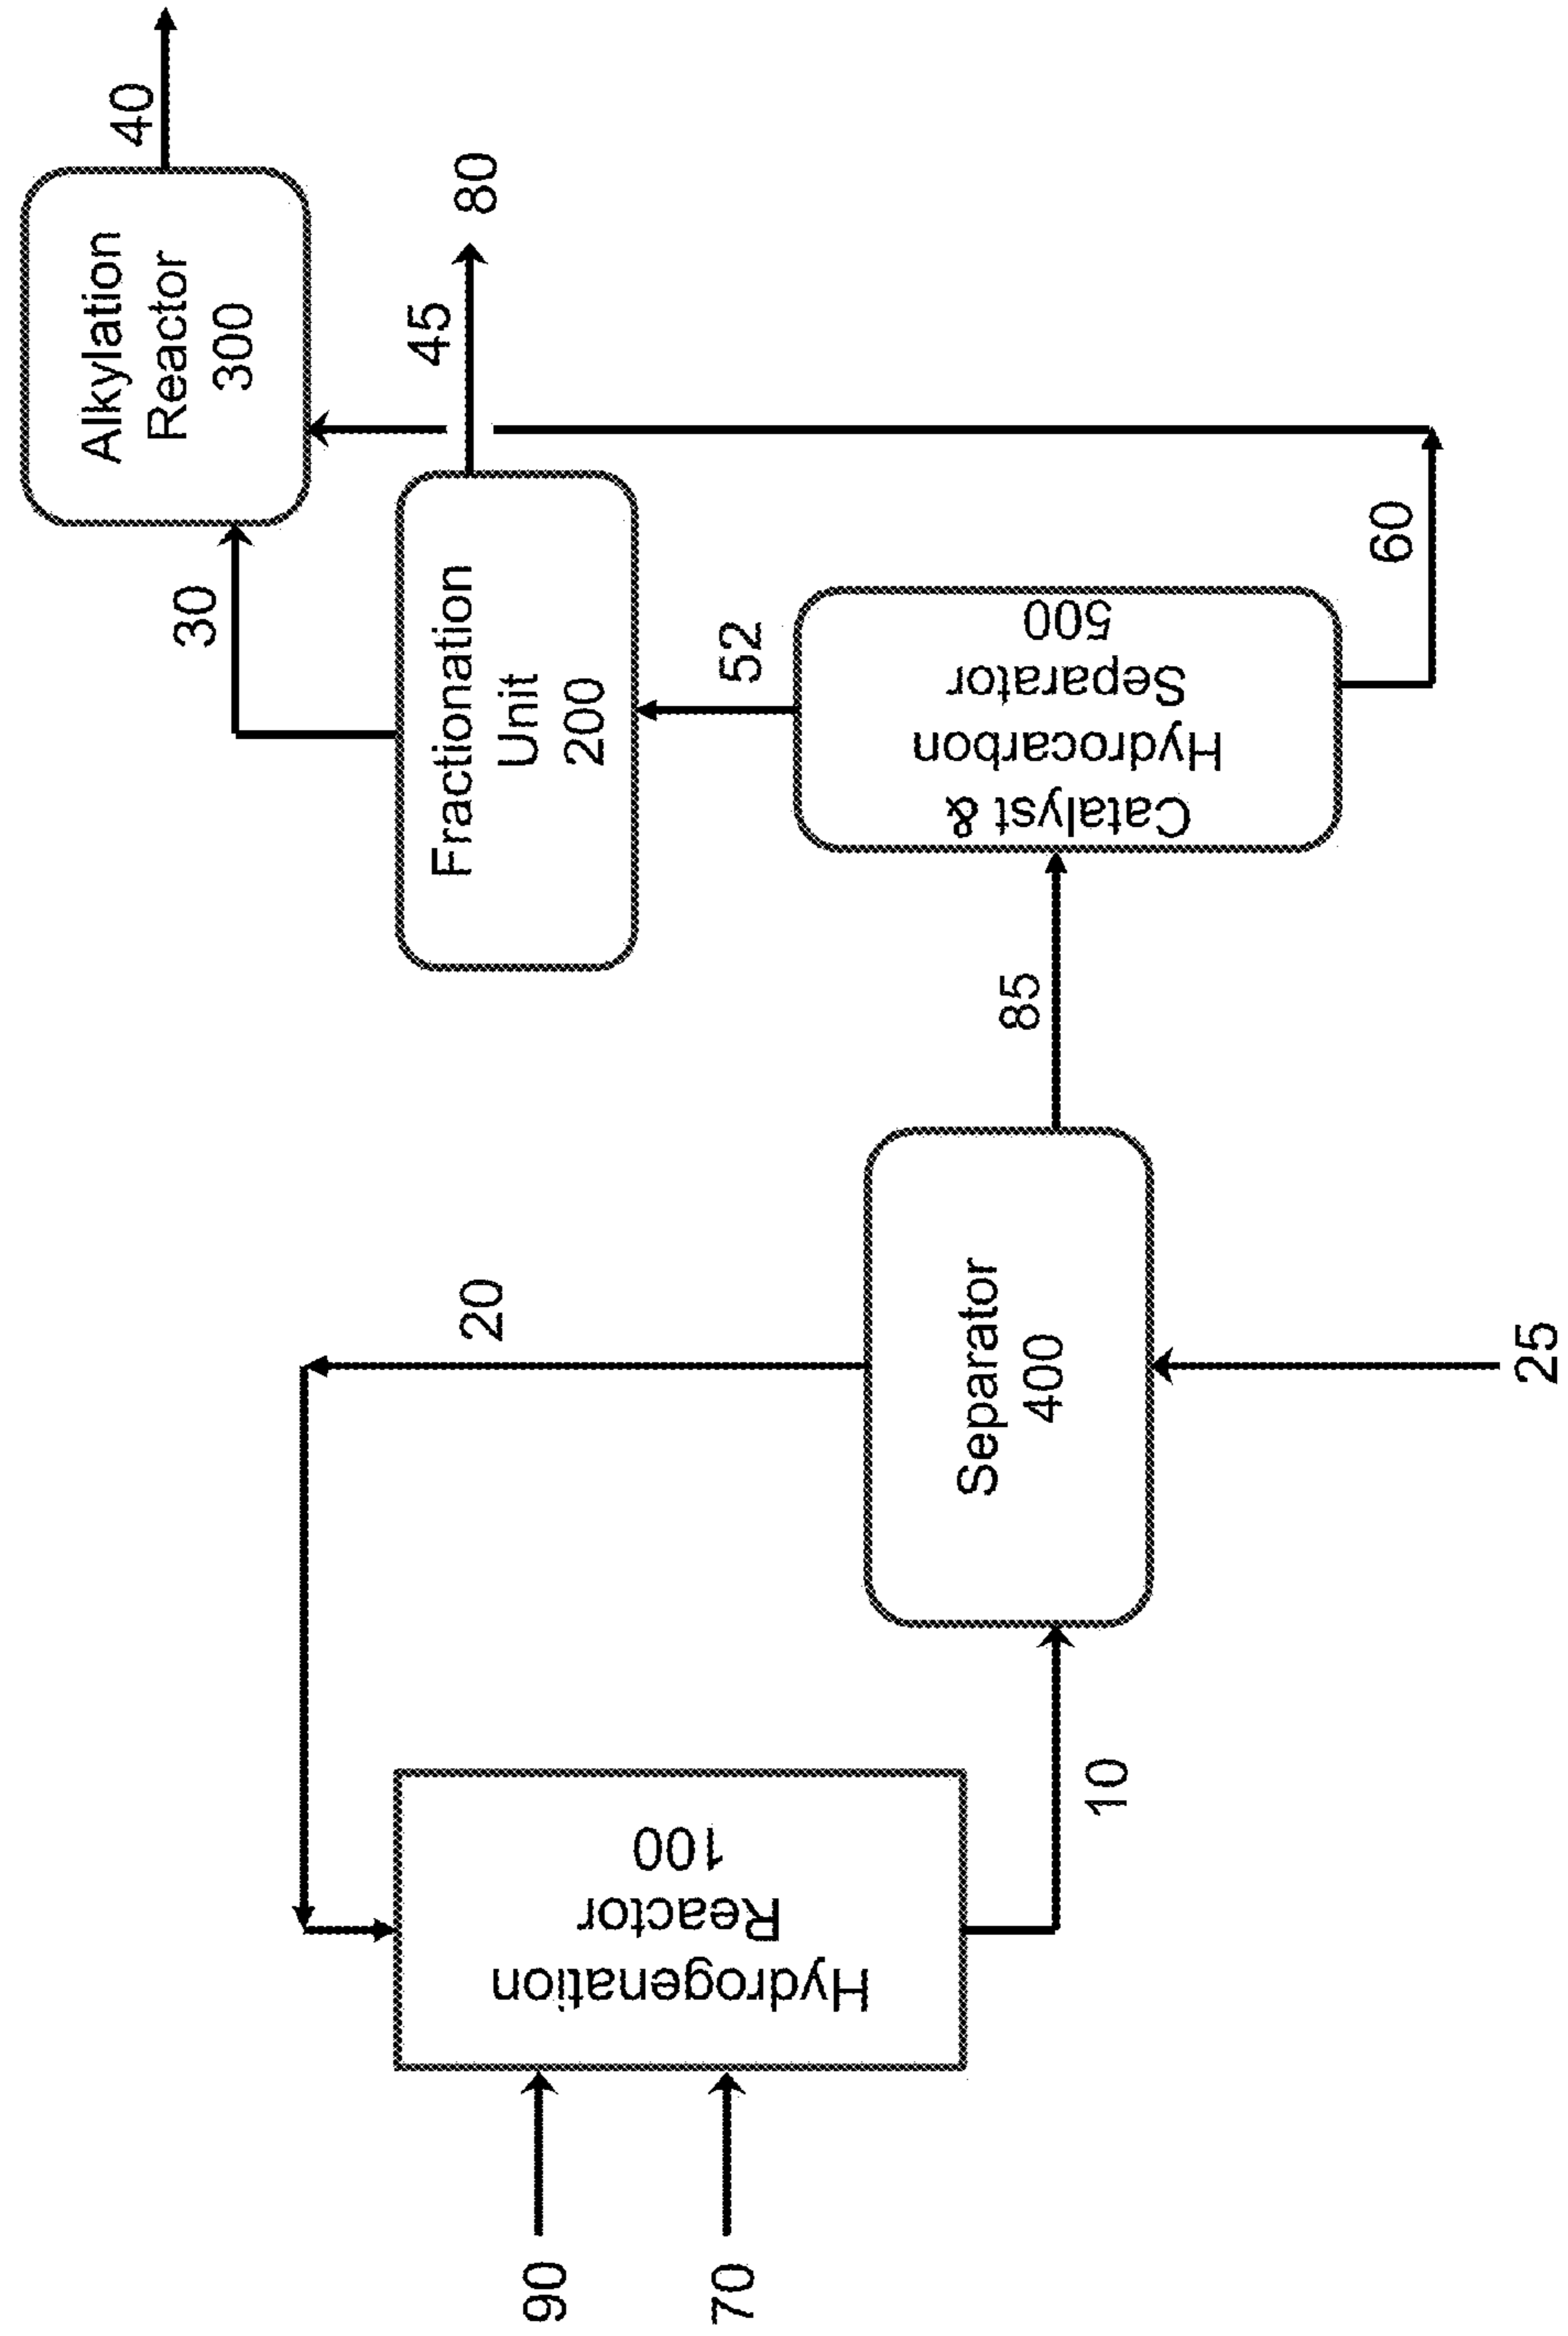 40
Alkylation
Reactor
300
30
45
80
Fractionation
Unit
200
52
Catalyst &
Hydrocarbon
Separator
500
60
85
20
Separator
400
25
10
Hydrogenation
Reactor
100
90
70